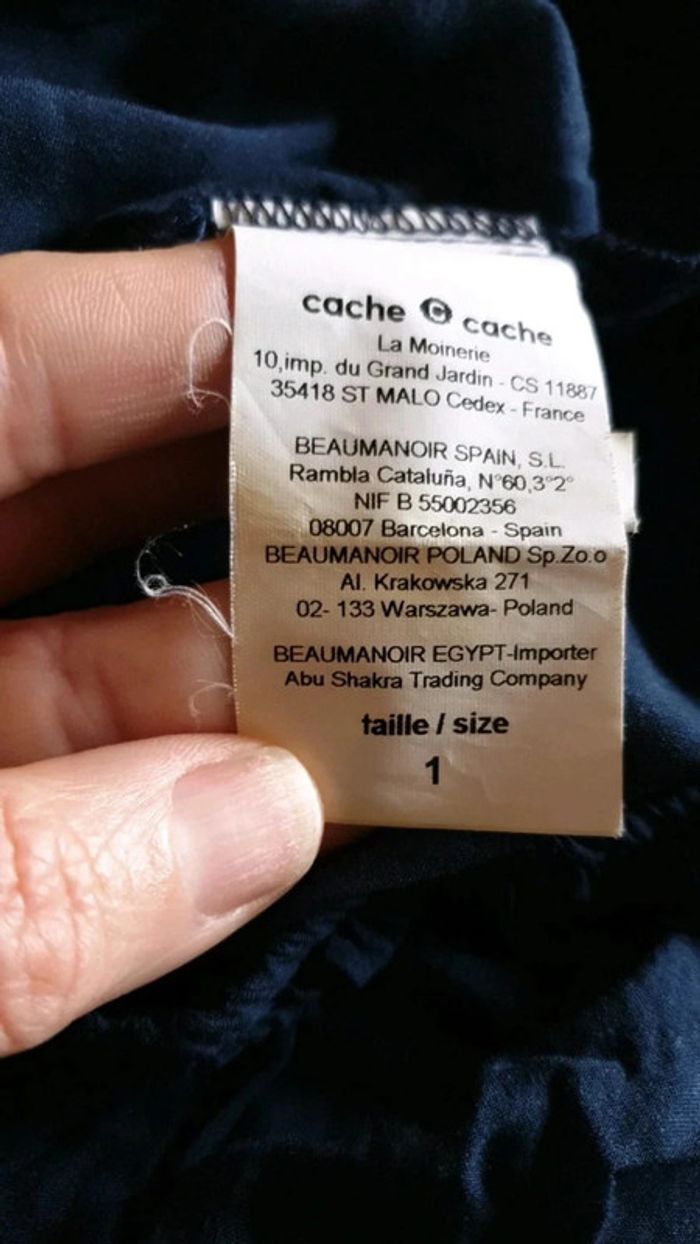 cache C cache
La Moinerie
10,imp. du Grand Jardin - CS 11887
35418 ST MALO Cedex - France
BEAUMANOIR SPAIN, S.L.
Rambla Cataluña, N°60,3°2°
NIF B 55002356
08007 Barcelona - Spain
BEAUMANOIR POLAND Sp.Zo.o
Al. Krakowska 271
02- 133 Warszawa- Poland
BEAUMANOIR EGYPT-Importer
Abu Shakra Trading Company
taille / size
1